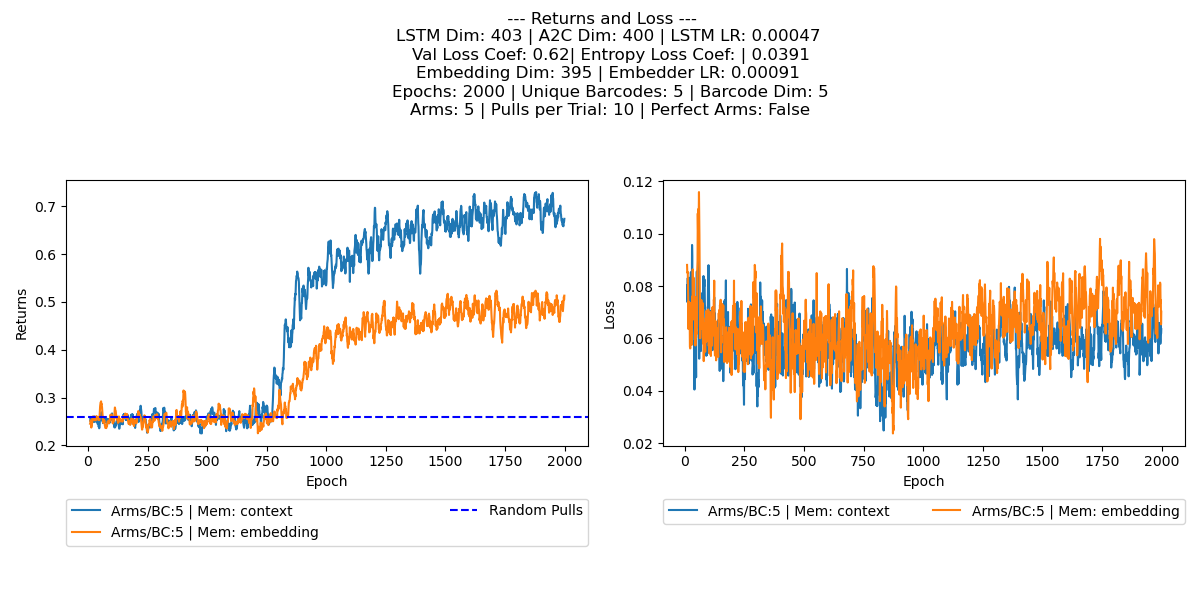 --- Returns and Loss ---
LSTM Dim: 403 | A2C Dim: 400 | LSTM LR: 0.00047
Val Loss Coef: 0.62| Entropy Loss Coef: | 0.0391
Embedding Dim: 395 | Embedder LR: 0.00091
Epochs: 2000 | Unique Barcodes: 5 | Barcode Dim: 5
Arms: 5 | Pulls per Trial: 10 | Perfect Arms: False
Returns
0.7
0.6
0.5
0.4
0.3
0.2
0 250 500 750 1000 1250 1500 1750 2000
Epoch
Arms/BC:5 | Mem: context
Arms/BC:5 | Mem: embedding
Random Pulls
Loss
0.12
0.10
0.08
0.06
0.04
0.02
0 250 500 750 1000 1250 1500 1750 2000
Epoch
Arms/BC:5 | Mem: context
Arms/BC:5 | Mem: embedding